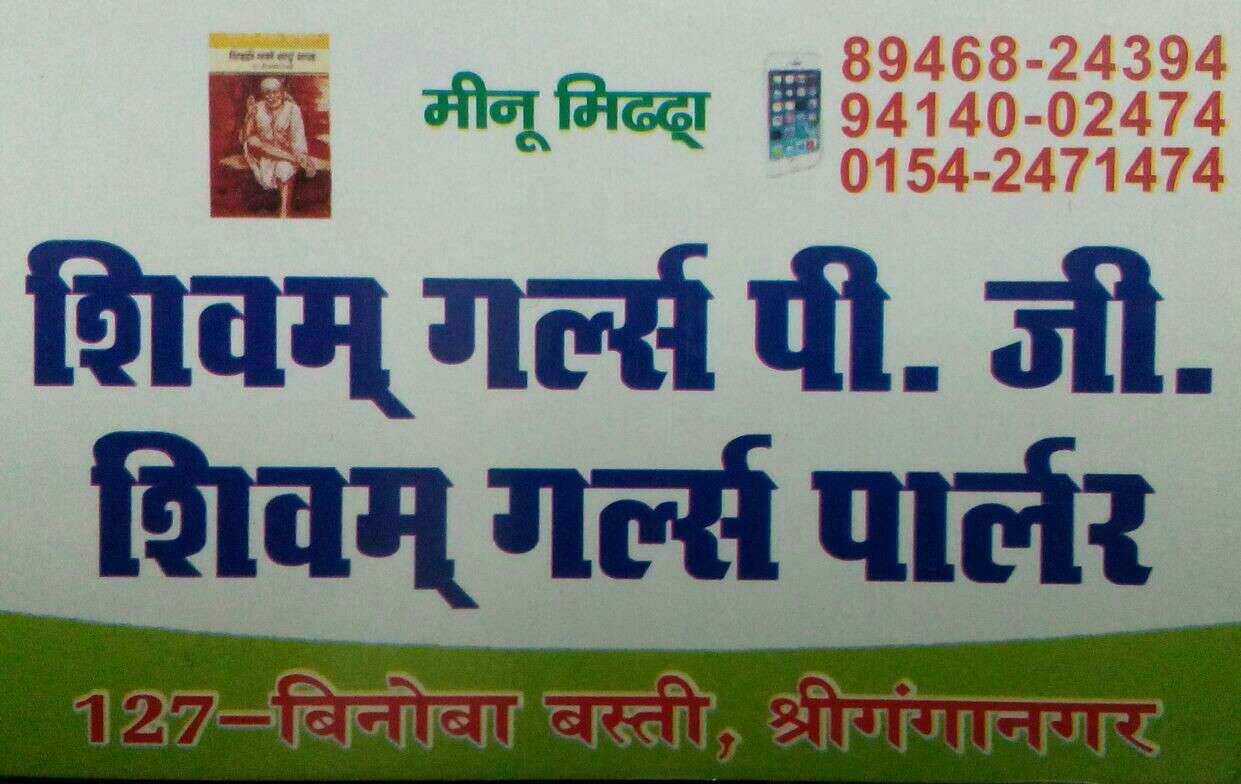 मीनू मिढ्ढा
89468-24394
94140-02474
0154-2471474
शिवम् गर्ल्स पी. जी.
शिवम् गर्ल्स पार्लर
127-बिनोबा बस्ती, श्रीगंगानगर